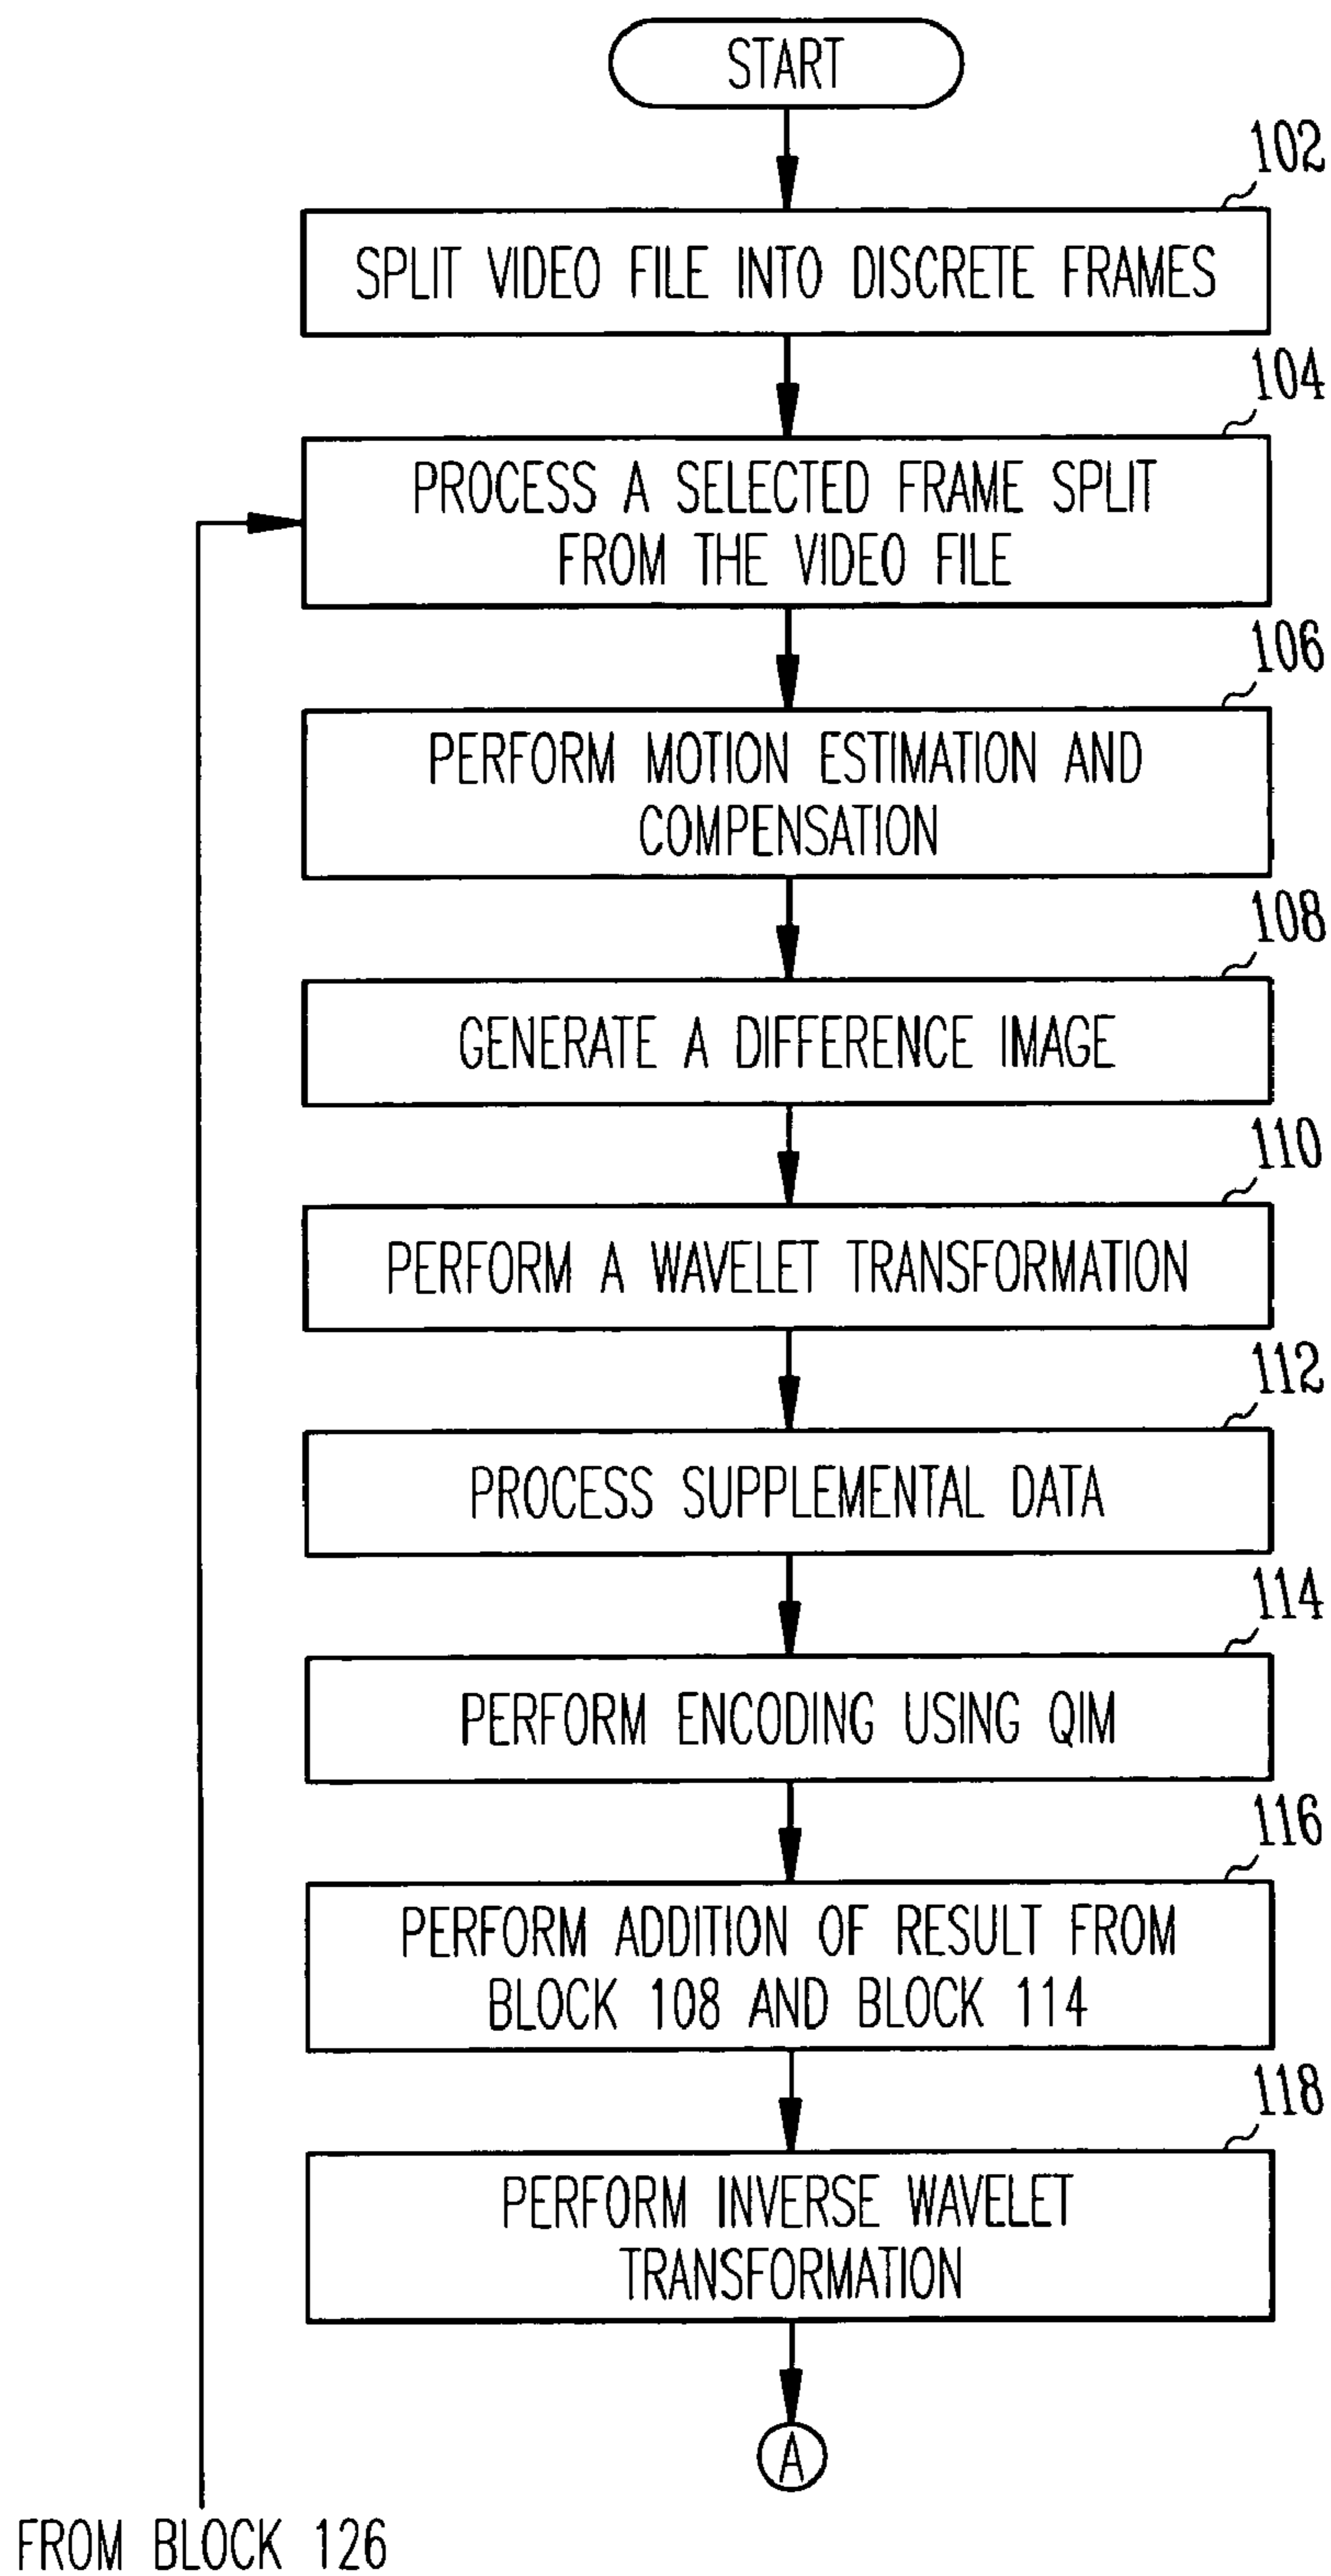 START
102
SPLIT VIDEO FILE INTO DISCRETE FRAMES
104
PROCESS A SELECTED FRAME SPLIT
FROM THE VIDEO FILE
106
PERFORM MOTION ESTIMATION AND
COMPENSATION
108
GENERATE A DIFFERENCE IMAGE
110
PERFORM A WAVELET TRANSFORMATION
112
PROCESS SUPPLEMENTAL DATA
114
PERFORM ENCODING USING QIM
116
PERFORM ADDITION OF RESULT FROM
BLOCK 108 AND BLOCK 114
118
PERFORM INVERSE WAVELET
TRANSFORMATION
A
FROM BLOCK 126